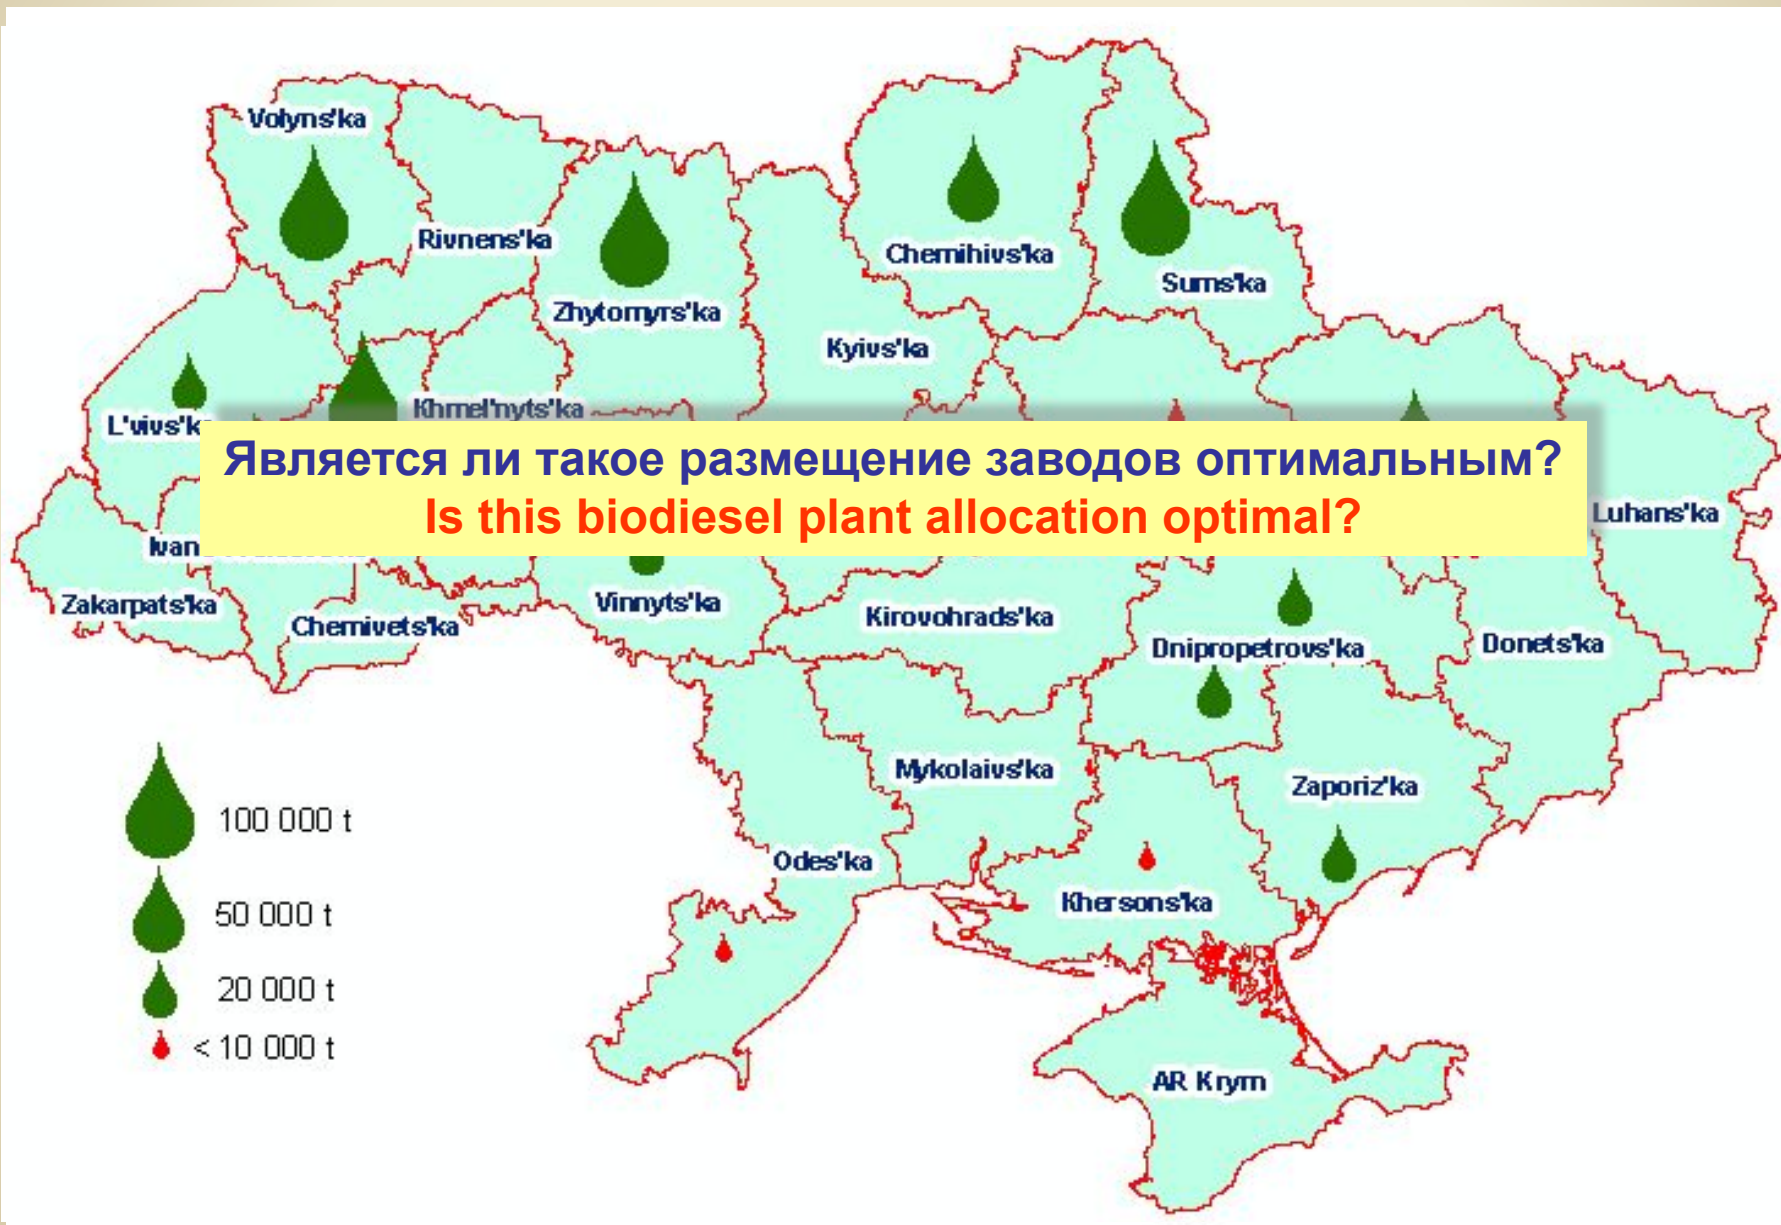 Volyns'ka
Rivnens'ka
Zhytomyrs'ka
Chernihivs'ka
Sums'ka
Kyivs'ka
Khmel'nyts'ka
L'vivs'k
Является ли такое размещение заводов оптимальным?
Is this biodiesel plant allocation optimal?
Luhans'ka
Ivan
Zakarpats'ka
Chernivets'ka
Vinnyts'ka
Kirovohrads'ka
Dnipropetrovs'ka
Donets'ka
Mykolaivs'ka
Zaporiz'ka
Odes'ka
Khersons'ka
AR Krym
100 000 t
50 000 t
20 000 t
< 10 000 t